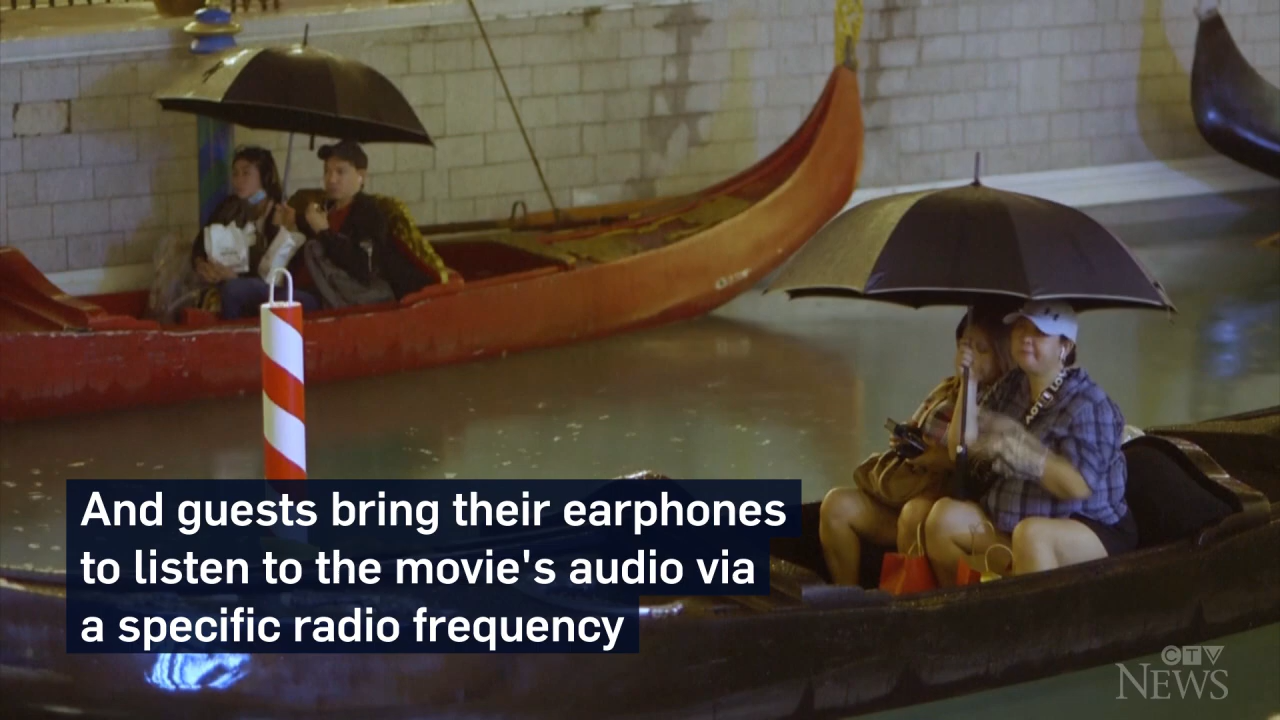 And guests bring their earphones
to listen to the movie's audio via
a specific radio frequency
CTV
NEWS